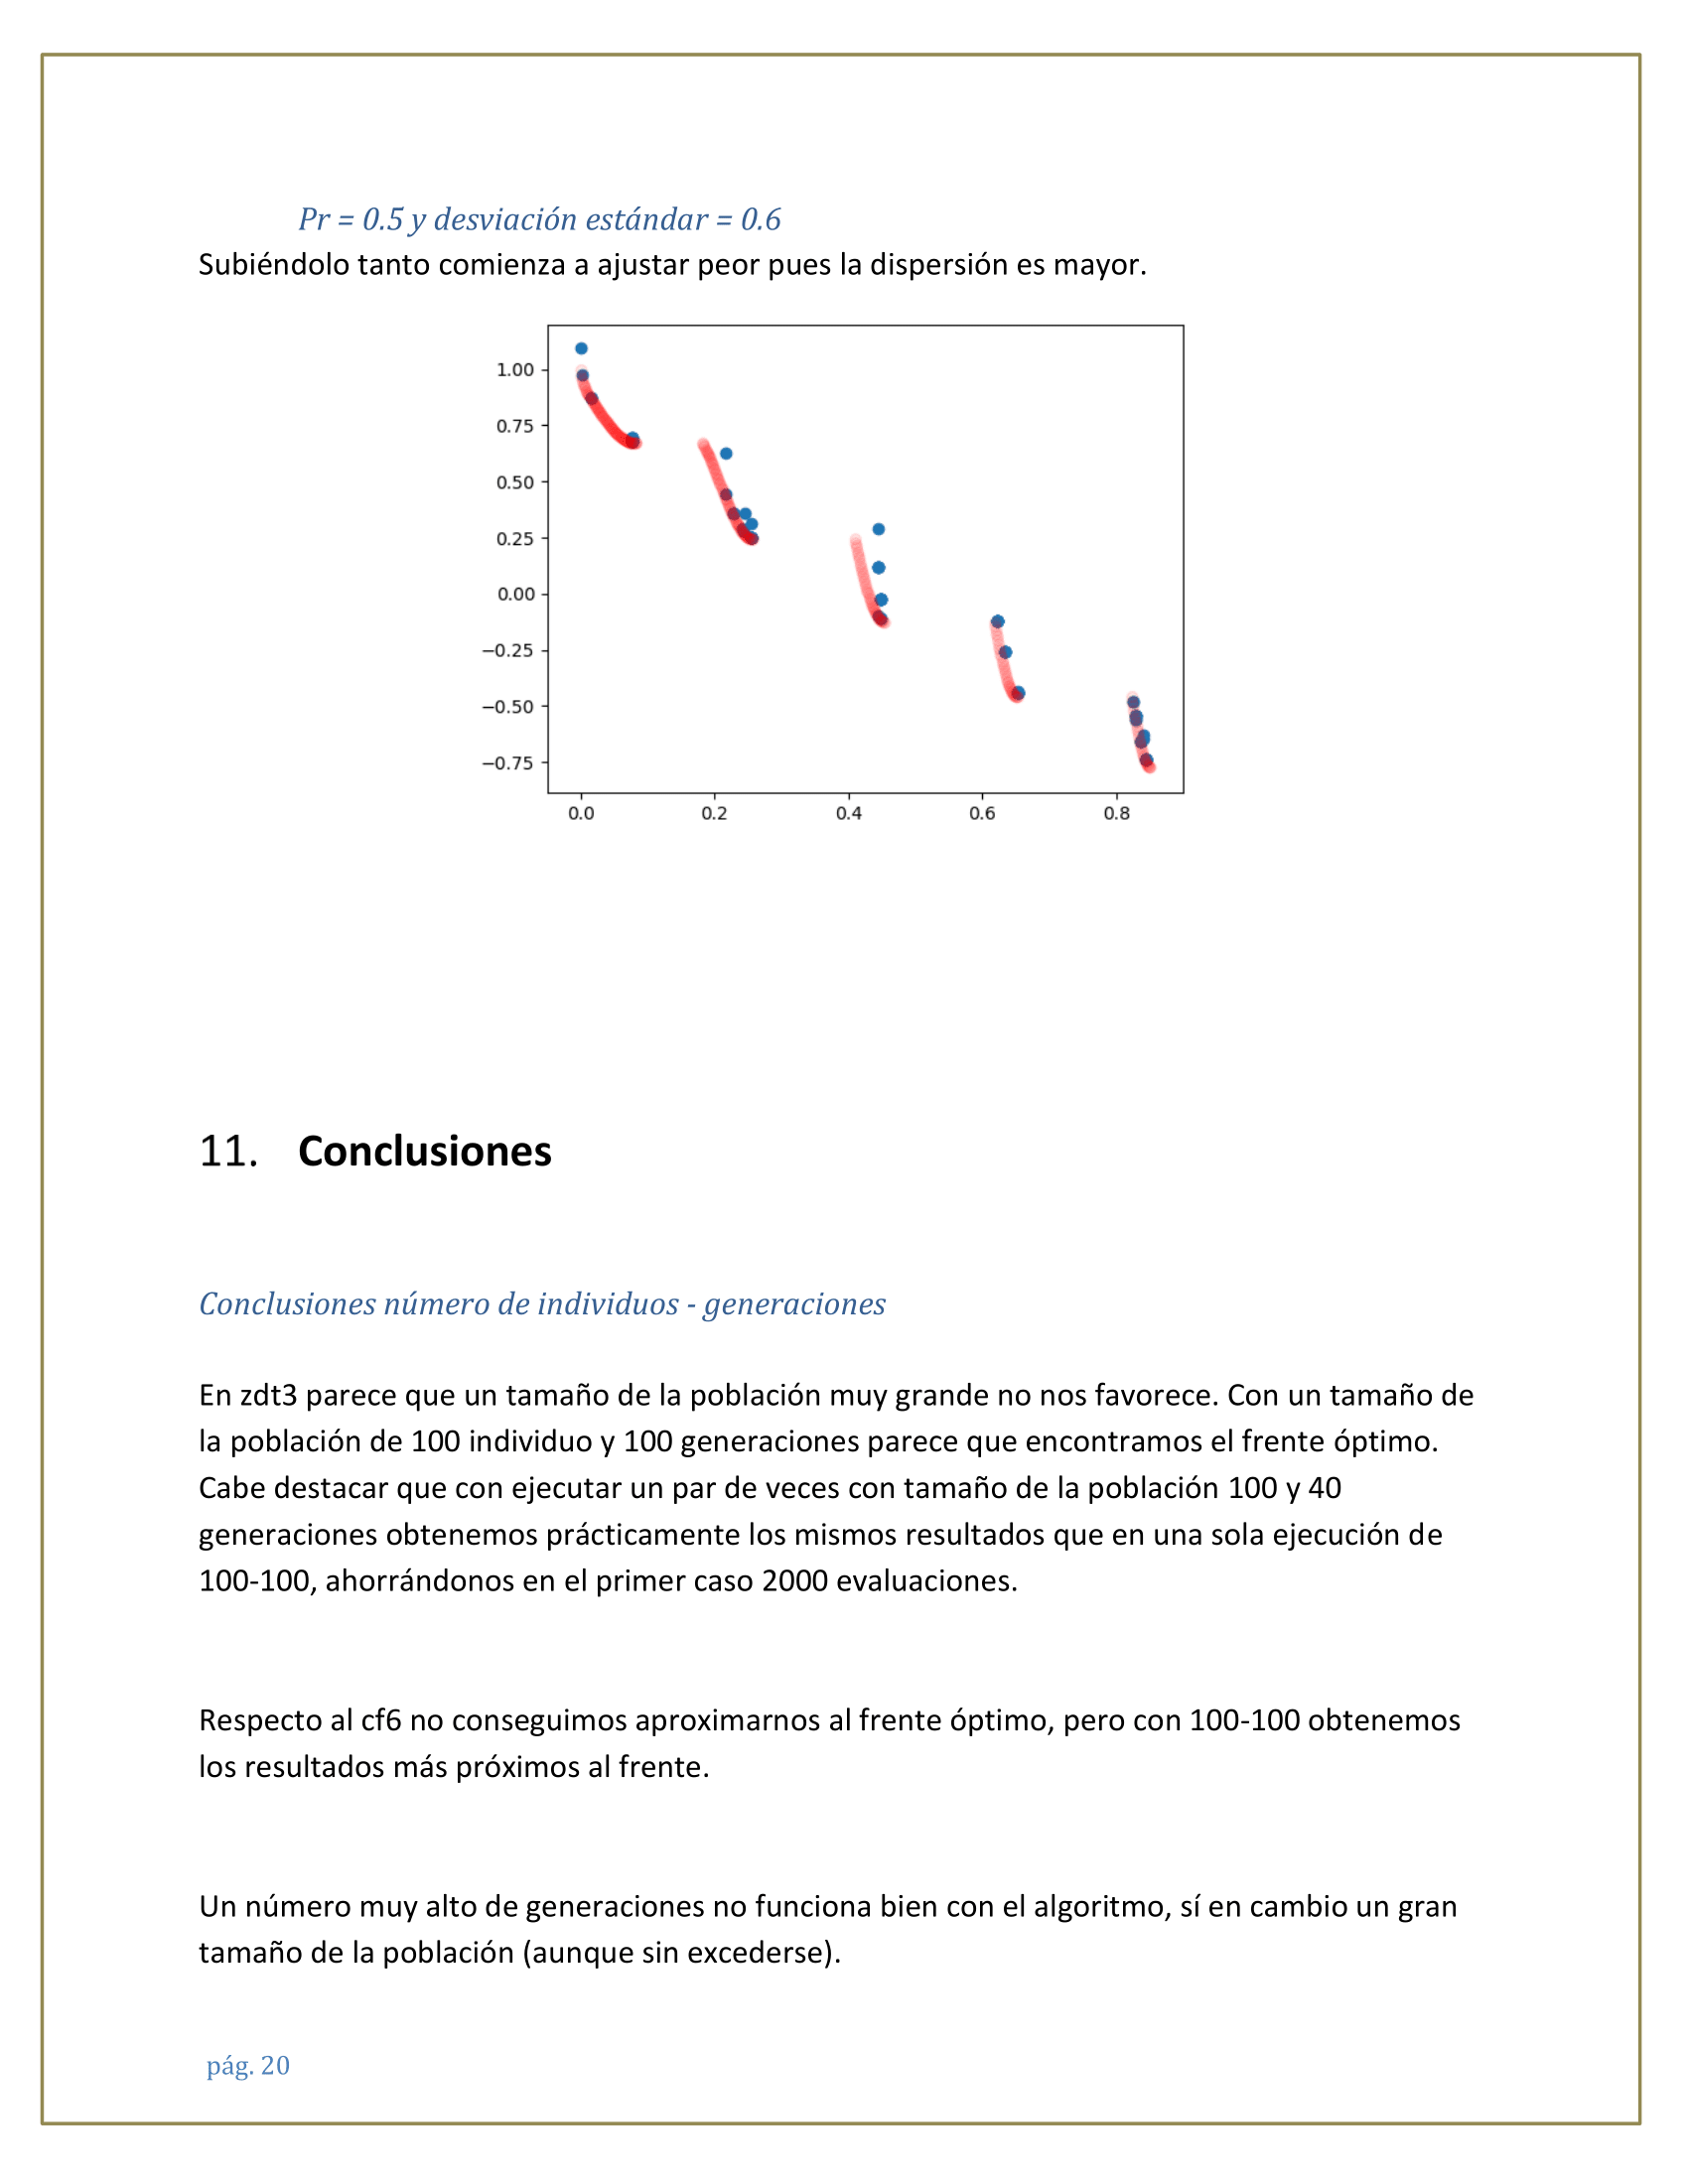 Pr = 0.5 y desviación estándar = 0.6
Subiéndolo tanto comienza a ajustar peor pues la dispersión es mayor.
1.00
0.75
0.50
0.25
0.00
−0.25
−0.50
−0.75
0.0 0.2 0.4 0.6 0.8
11. Conclusiones
Conclusiones número de individuos - generaciones
En zdt3 parece que un tamaño de la población muy grande no nos favorece. Con un tamaño de
la población de 100 individuo y 100 generaciones parece que encontramos el frente óptimo.
Cabe destacar que con ejecutar un par de veces con tamaño de la población 100 y 40
generaciones obtenemos prácticamente los mismos resultados que en una sola ejecución de
100-100, ahorrándonos en el primer caso 2000 evaluaciones.
Respecto al cf6 no conseguimos aproximarnos al frente óptimo, pero con 100-100 obtenemos
los resultados más próximos al frente.
Un número muy alto de generaciones no funciona bien con el algoritmo, sí en cambio un gran
tamaño de la población (aunque sin excederse).
pág. 20